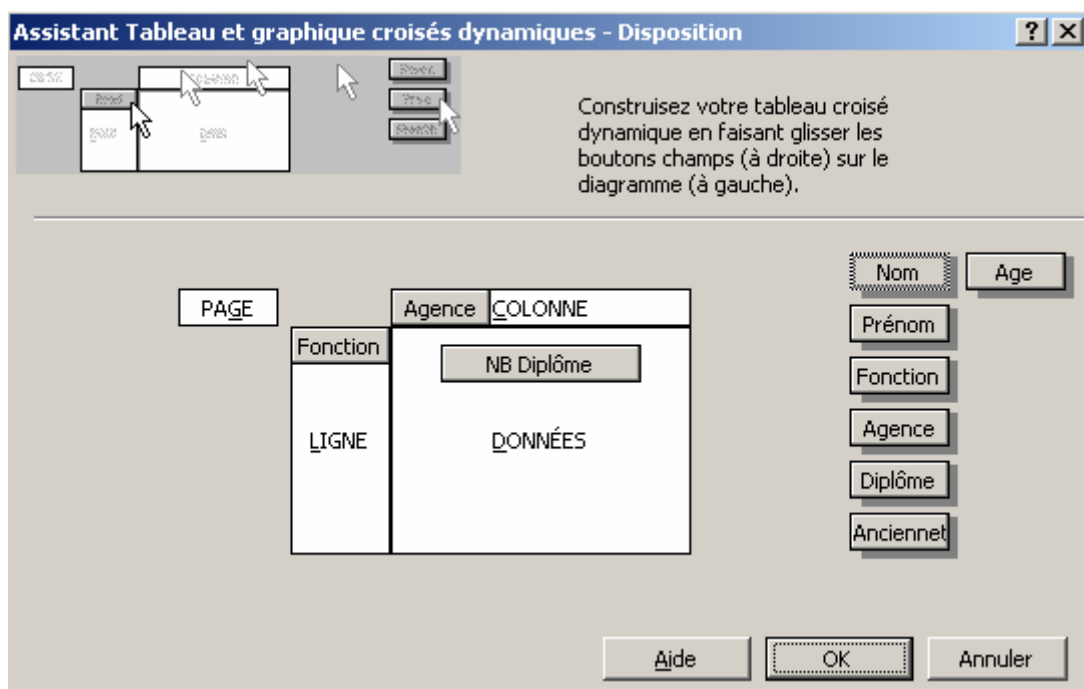 Assistant Tableau et graphique croisés dynamiques - Disposition
Construisez votre tableau croisé
dynamique en faisant glisser les
boutons champs (à droite) sur le
diagramme (à gauche).
PAGE
Agence COLONNE
Fonction
NB Diplôme
LIGNE
DONNÉES
Nom
Age
Prénom
Fonction
Agence
Diplôme
Anciennet
Aide
OK
Annuler